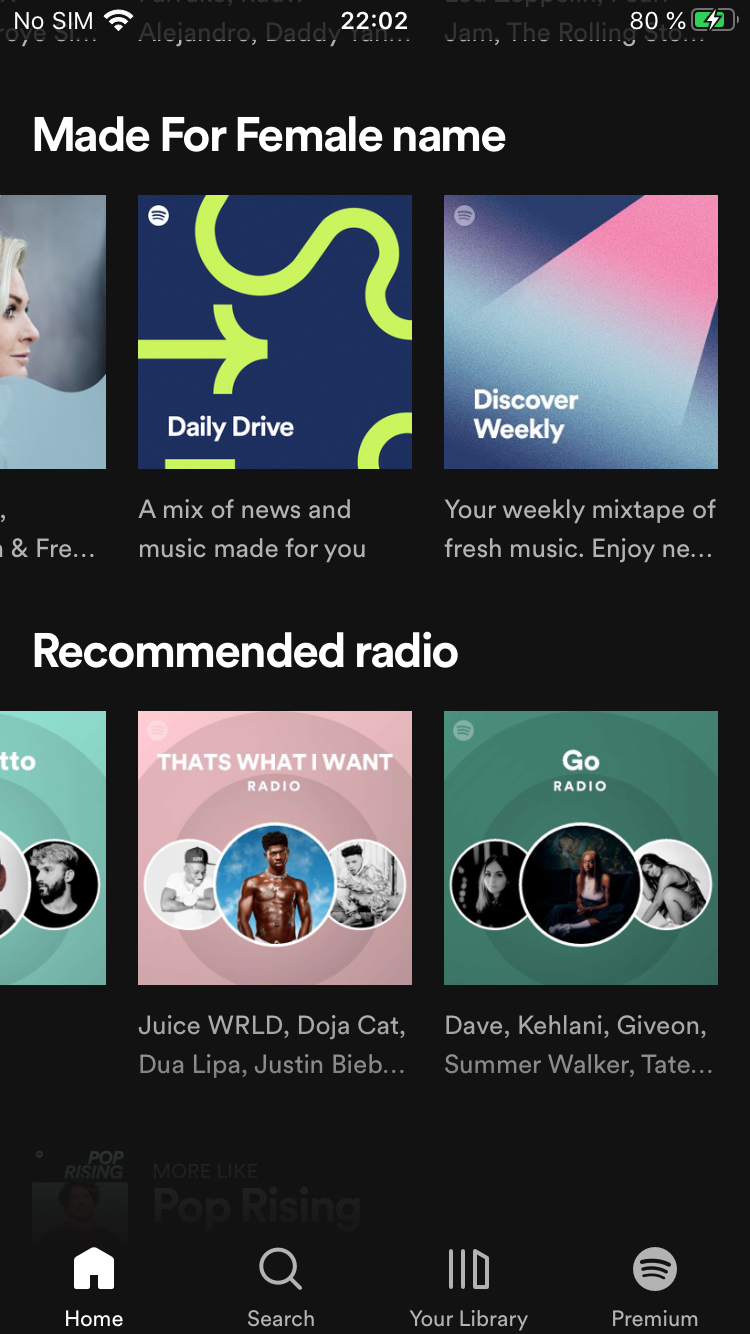 No SIM 22:02 80 %
Alejandro, Daddy Yan...
Jam, The Rolling Sto...
Made For Female name
Daily Drive
Discover
Weekly
,
& Fre...
A mix of news and
music made for you
Your weekly mixtape of
fresh music. Enjoy ne...
Recommended radio
tto
THATS WHAT I WANT
RADIO
Go
RADIO
Juice WRLD, Doja Cat,
Dua Lipa, Justin Bieb...
Dave, Kehlani, Giveon,
Summer Walker, Tate...
POP
RISING
MORE LIKE
Pop Rising
Home
Search
Your Library
Premium